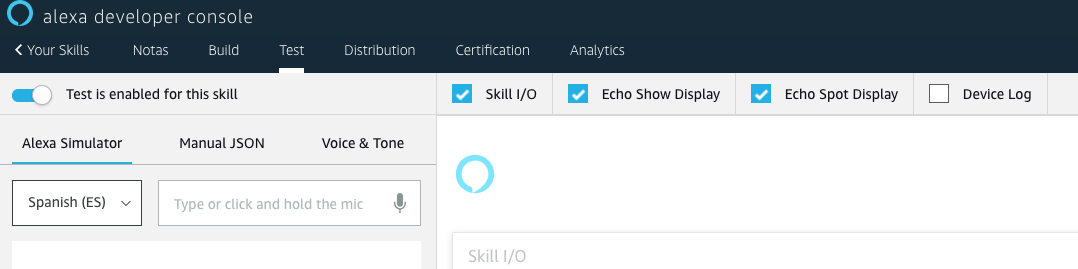 alexa developer console
Your Skills Notas Build Test Distribution Certification Analytics
Test is enabled for this skill Skill I/O Echo Show Display Echo Spot Display Device Log
Alexa Simulator Manual JSON Voice & Tone
Spanish (ES) Type or click and hold the mic
Skill I/O